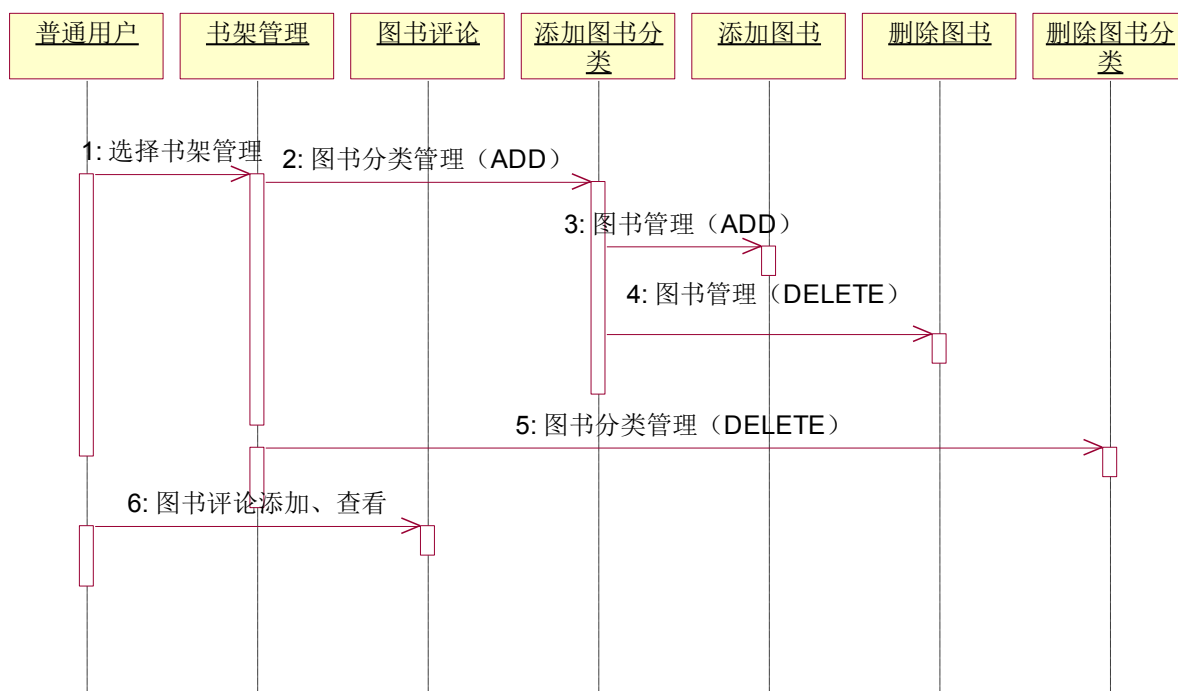 普通用户
书架管理
图书评论
添加图书分
类
添加图书
删除图书
删除图书分
类
1: 选择书架管理
2: 图书分类管理（ADD）
3: 图书管理（ADD）
4: 图书管理（DELETE）
5: 图书分类管理（DELETE）
6: 图书评论添加、查看